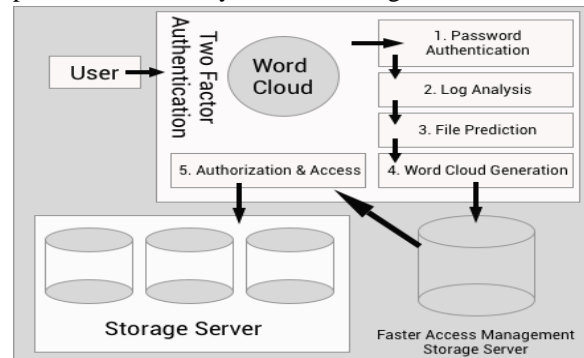 User
Two Factor
Authentication
Word
Cloud
1. Password
Authentication
2. Log Analysis
3. File Prediction
4. Word Cloud Generation
5. Authorization & Access
Storage Server
Faster Access Management
Storage Server